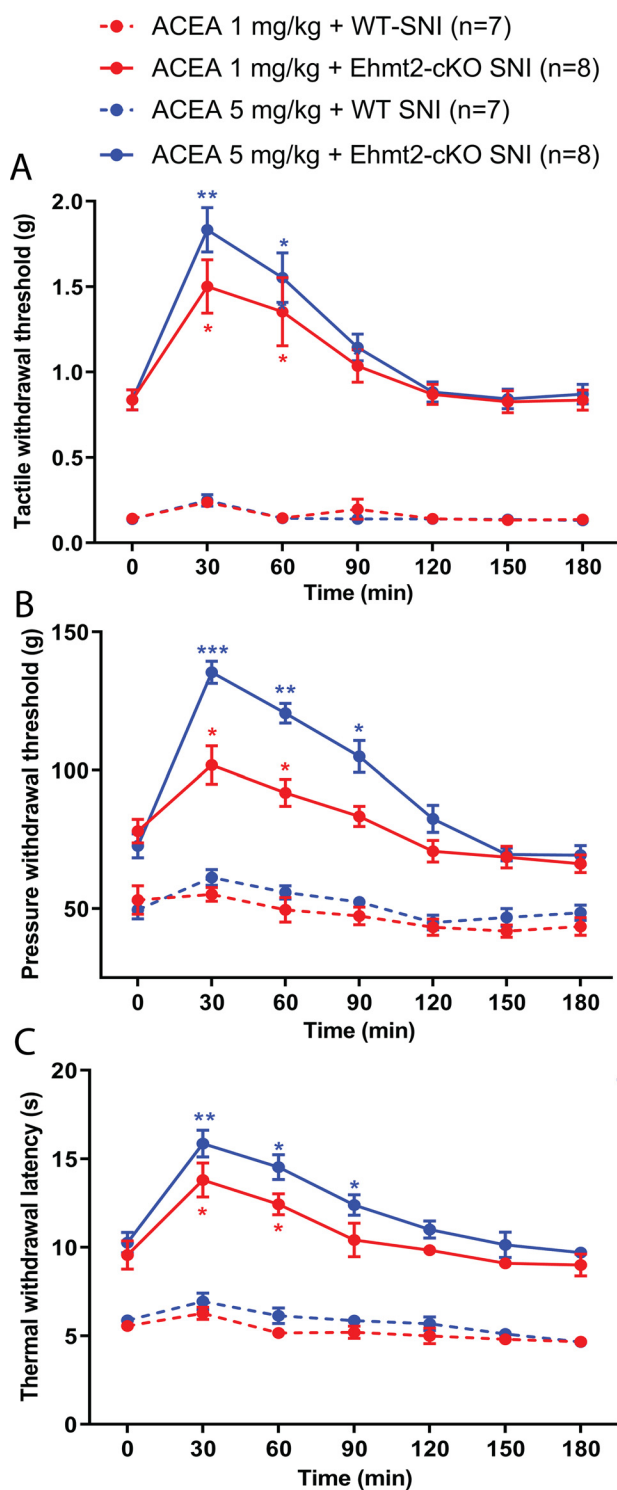 ACEA 1 mg/kg + WT-SNI (n=7)
ACEA 1 mg/kg + Ehmt2-cKO SNI (n=8)
ACEA 5 mg/kg + WT SNI (n=7)
ACEA 5 mg/kg + Ehmt2-cKO SNI (n=8)
A
Tactile withdrawal threshold (g)
2.0
1.5
1.0
0.5
0.0
**
*
*
*
0 30 60 90 120 150 180
Time (min)
B
Pressure withdrawal threshold (g)
150
100
50
***
**
*
*
*
0 30 60 90 120 150 180
Time (min)
C
Thermal withdrawal latency (s)
20
15
10
5
0
**
*
*
*
*
0 30 60 90 120 150 180
Time (min)